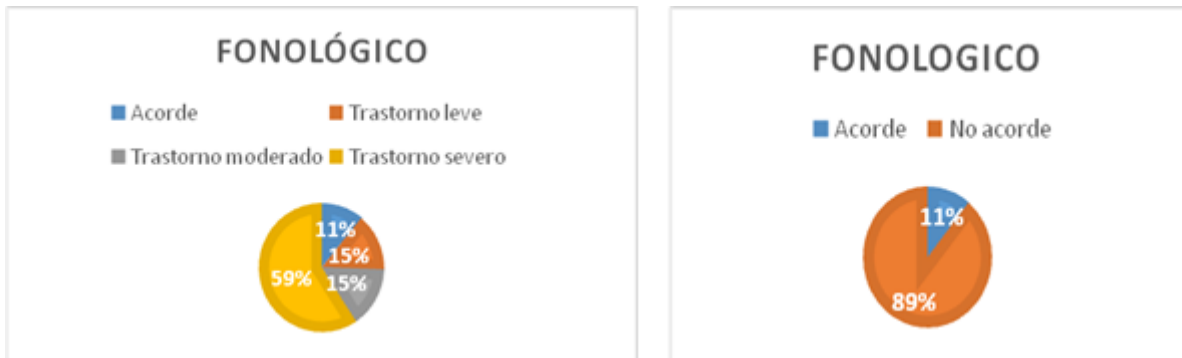 FONOLÓGICO
Acorde Trastorno leve
Trastorno moderado Trastorno severo
11%
15%
59%
15%
FONOLOGICO
Acorde No acorde
11%
89%